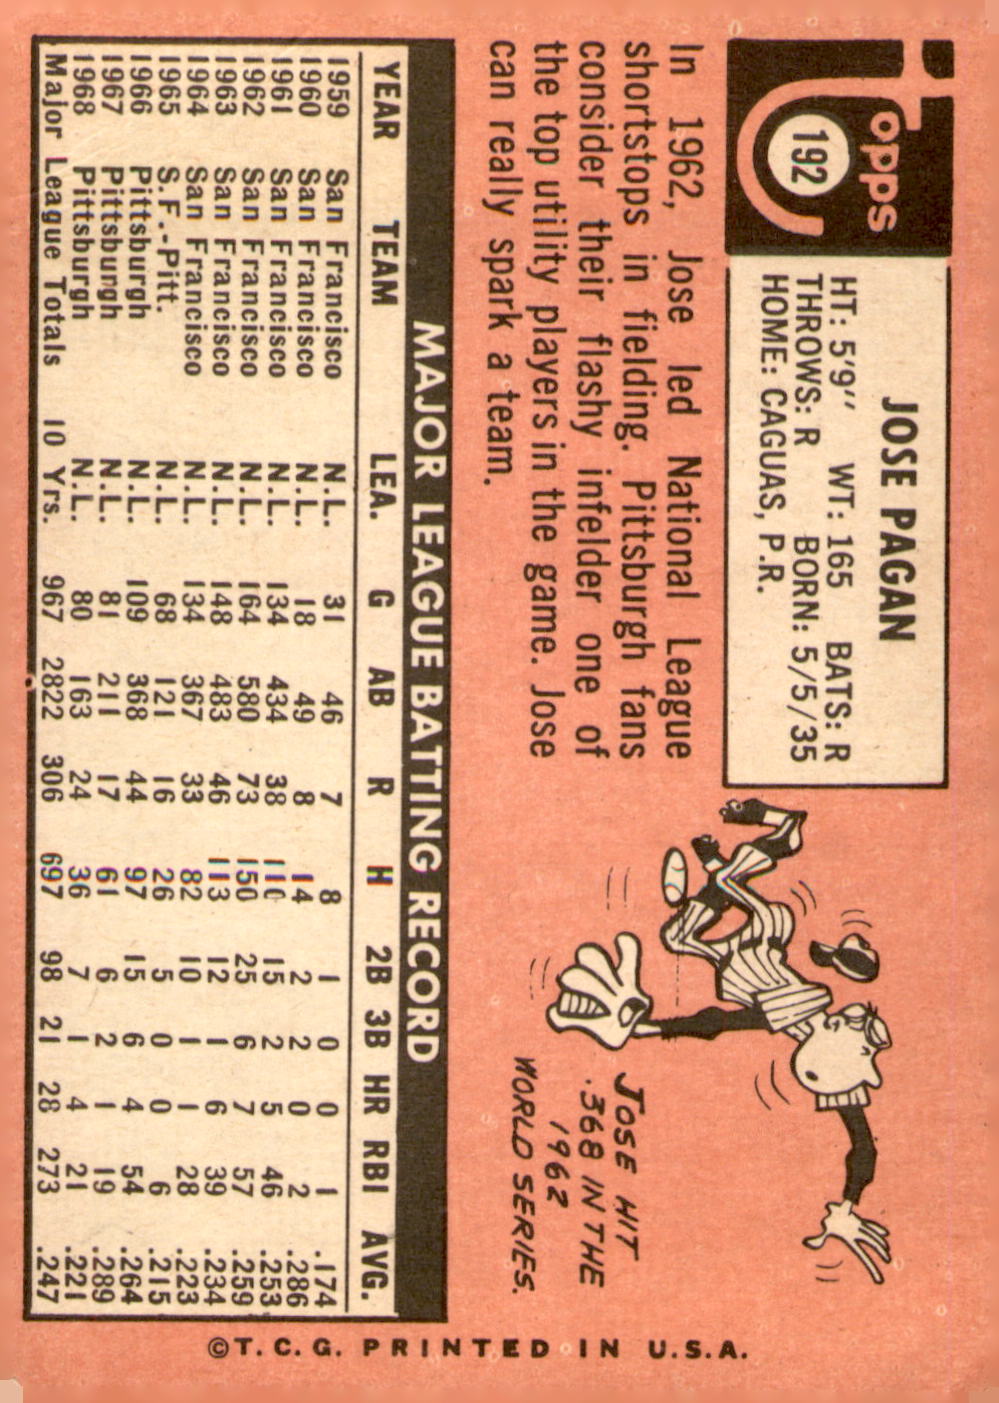 Topps
192
JOSE PAGAN
HT: 5'9'' WT: 165 BATS: R
THROWS: R BORN: 5/5/35
HOME: CAGUAS, P.R.
In 1962, Jose led National League
shortstops in fielding. Pittsburgh fans
consider their flashy infielder one of
the top utility players in the game. Jose
can really spark a team.
JOSE HIT
.368 IN THE
1962
WORLD SERIES.
MAJOR LEAGUE BATTING RECORD
YEAR TEAM LEA. G AB R H 2B 3B HR RBI AVG.
1959 San Francisco N.L. 31 46 7 8 1 0 0 1 .174
1960 San Francisco N.L. 18 49 8 14 2 2 0 2 .286
1961 San Francisco N.L. 134 434 38 110 15 2 5 46 .253
1962 San Francisco N.L. 164 580 73 150 25 6 7 57 .259
1963 San Francisco N.L. 148 483 46 113 12 1 6 39 .234
1964 San Francisco N.L. 134 367 33 82 10 1 1 28 .223
1965 S.F.-Pitt. N.L. 68 121 16 26 5 0 0 6 .215
1966 Pittsburgh N.L. 109 368 44 97 15 6 4 54 .264
1967 Pittsburgh N.L. 81 211 17 61 6 2 1 19 .289
1968 Pittsburgh N.L. 80 163 24 36 7 1 4 21 .221
Major League Totals 10 Yrs. 967 2822 306 697 98 21 28 273 .247
©T.C.G. PRINTED IN U.S.A.